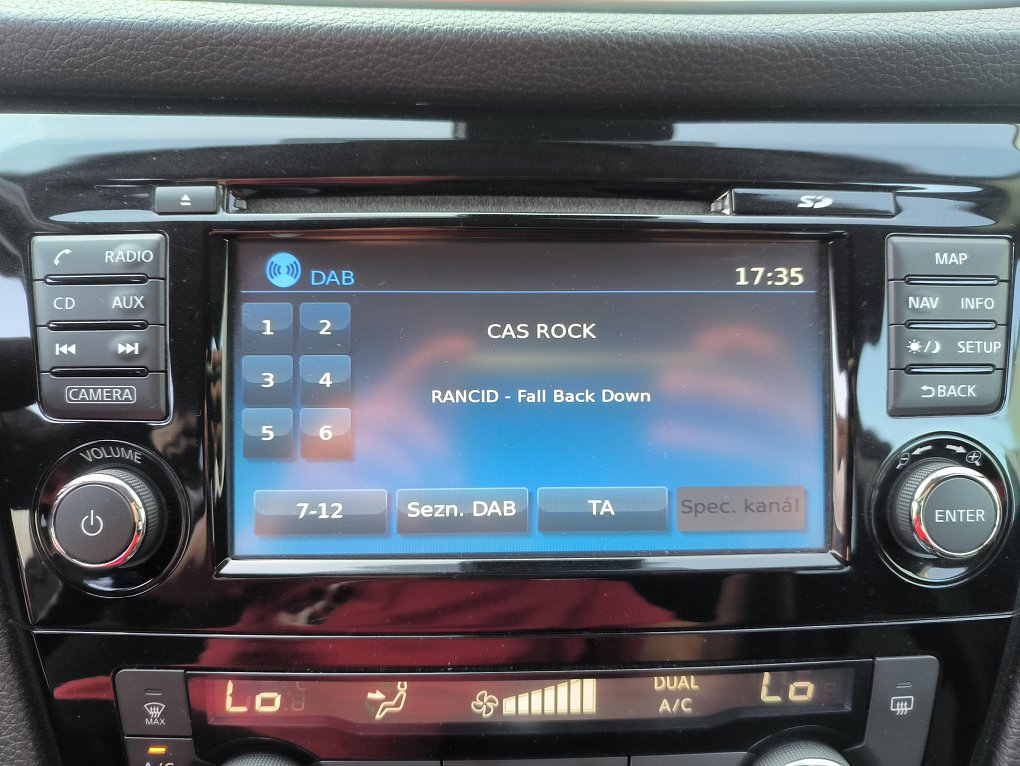 SD
RADIO
CD AUX
CAMERA
VOLUME
DAB 17:35
1 2
3 4
5 6
CAS ROCK
RANCID - Fall Back Down
7-12 Sezn. DAB TA Spec. kanál
MAP
NAV INFO
SETUP
BACK
ENTER
MAX
A/C
Lo
DUAL
A/C
Lo